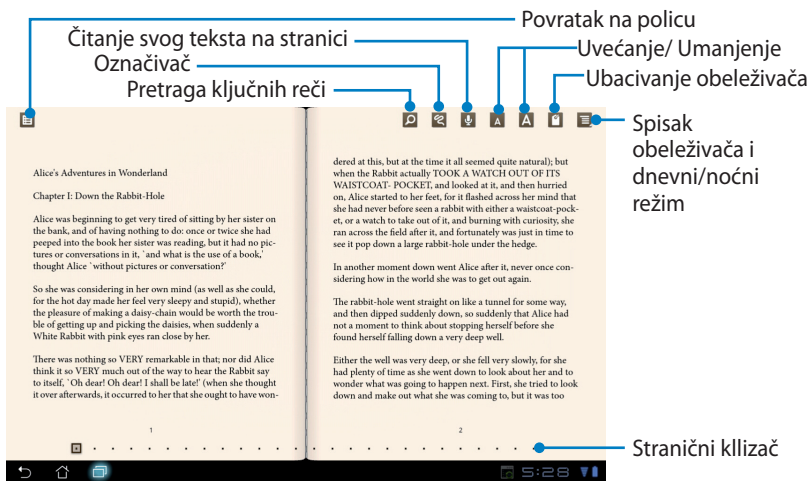 Povratak na policu
Čitanje svog teksta na stranici
Uvećanje/ Umanjenje
Označivač
Ubacivanje obeleživača
Pretraga ključnih reči
Spisak
obeleživača i
dnevni/noćni
režim
A A
Alice's Adventures in Wonderland
Chapter I: Down the Rabbit-Hole
Alice was beginning to get very tired of sitting by her sister on
the bank, and of having nothing to do: once or twice she had
peeped into the book her sister was reading, but it had no pic-
tures or conversations in it, `and what is the use of a book,'
thought Alice `without pictures or conversation?'
So she was considering in her own mind (as well as she could,
for the hot day made her feel very sleepy and stupid), whether
the pleasure of making a daisy-chain would be worth the trou-
ble of getting up and picking the daisies, when suddenly a
White Rabbit with pink eyes ran close by her.
There was nothing so VERY remarkable in that; nor did Alice
think it so VERY much out of the way to hear the Rabbit say
to itself, `Oh dear! Oh dear! I shall be late!' (when she thought
it over afterwards, it occurred to her that she ought to have won-
1
dered at this, but at the time it all seemed quite natural); but
when the Rabbit actually TOOK A WATCH OUT OF ITS
WAISTCOAT- POCKET, and looked at it, and then hurried
on, Alice started to her feet, for it flashed across her mind that
she had never before seen a rabbit with either a waistcoat-pock-
et, or a watch to take out of it, and burning with curiosity, she
ran across the field after it, and fortunately was just in time to
see it pop down a large rabbit-hole under the hedge.
In another moment down went Alice after it, never once con-
sidering how in the world she was to get out again.
The rabbit-hole went straight on like a tunnel for some way,
and then dipped suddenly down, so suddenly that Alice had
not a moment to think about stopping herself before she
found herself falling down a very deep well.
Either the well was very deep, or she fell very slowly, for she
had plenty of time as she went down to look about her and to
wonder what was going to happen next. First, she tried to look
down and make out what she was coming to, but it was too
2
Stranični kllizač
5:28